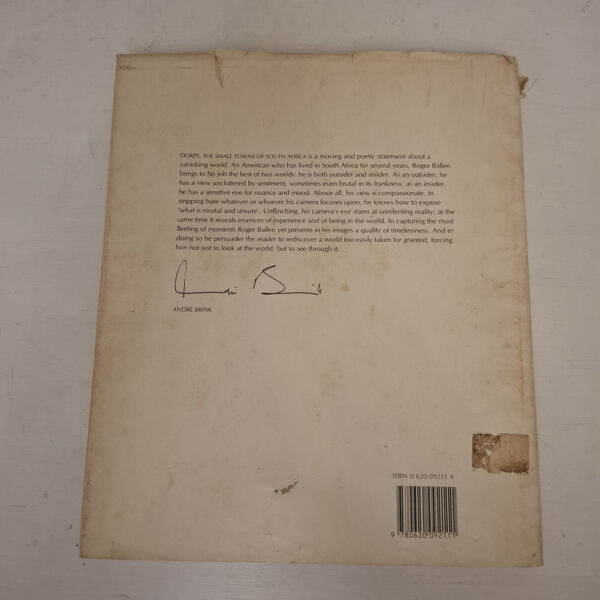 DORPS, THE SMALL TOWNS OF SOUTH AFRICA is a moving and poetic statement about a
vanishing world. An American who has lived in South Africa for several years, Roger Ballen
brings to his job the best of two worlds: he is both outsider and insider. As an outsider, he
has a view uncluttered by sentiment, sometimes even brutal in its frankness; as an insider,
he has a sensitive eye for nuance and mood. Above all, his view is compassionate. In
stripping bare whatever or whoever his camera focuses upon, he knows how to expose
'what is mortal and unsure'. Unflinching, his camera's eye stares at unrelenting reality; at the
same time it reveals essences of experience and of being in the world. In capturing the most
fleeting of moments Roger Ballen yet presents in his images a quality of timelessness. And in
doing so he persuades the reader to rediscover a world too easily taken for granted, forcing
him not just to look at the world, but to see through it.
André Brink
ANDRÉ BRINK
ISBN 0 620 09211 4
9 780620 092111